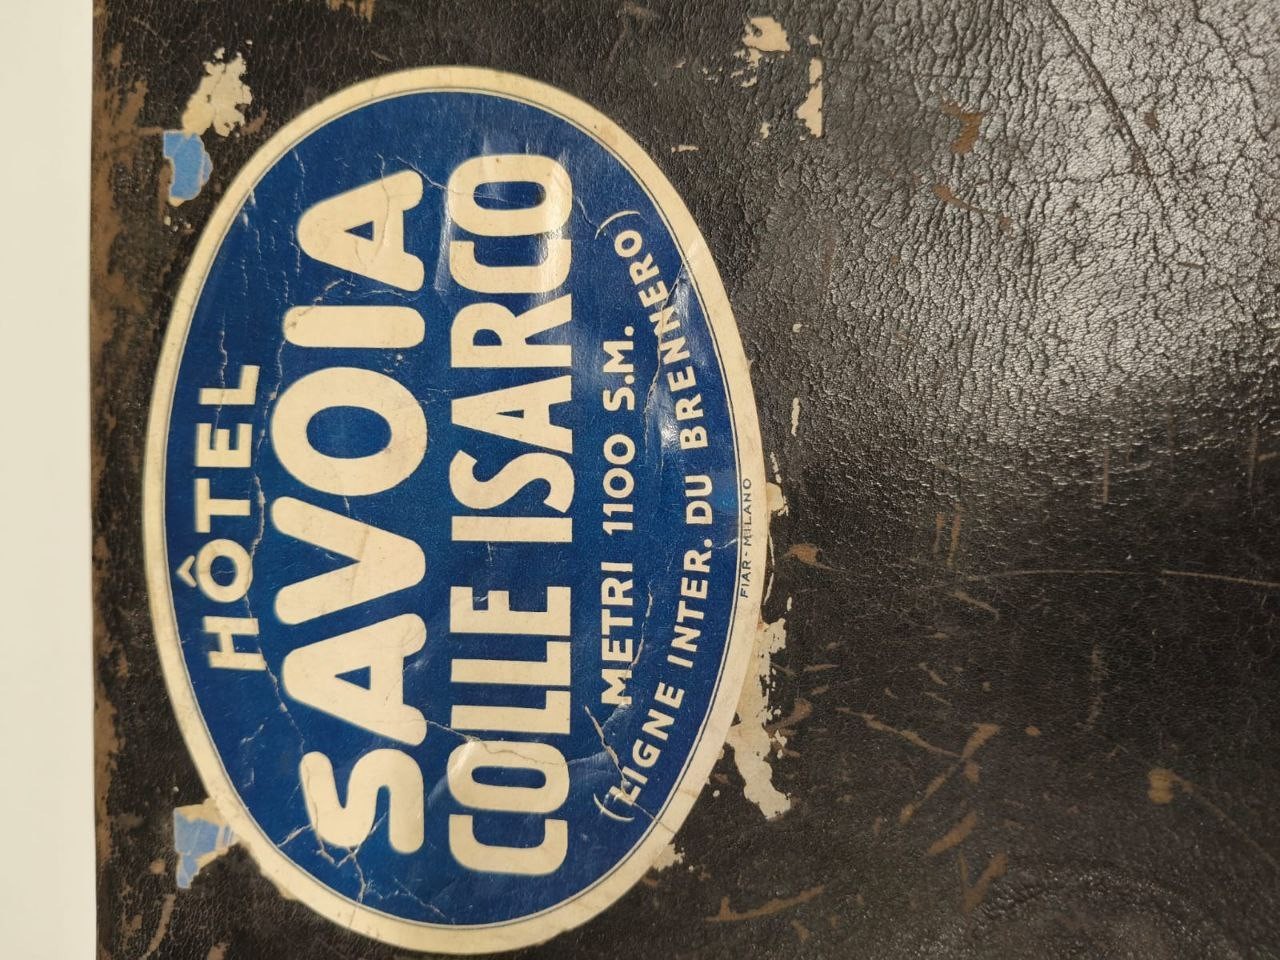 HÔTEL
SAVOIA
COLLE ISARCO
METRI 1100 S.M.
(LIGNE INTER. DU BRENNERO)
FIAR - MILANO